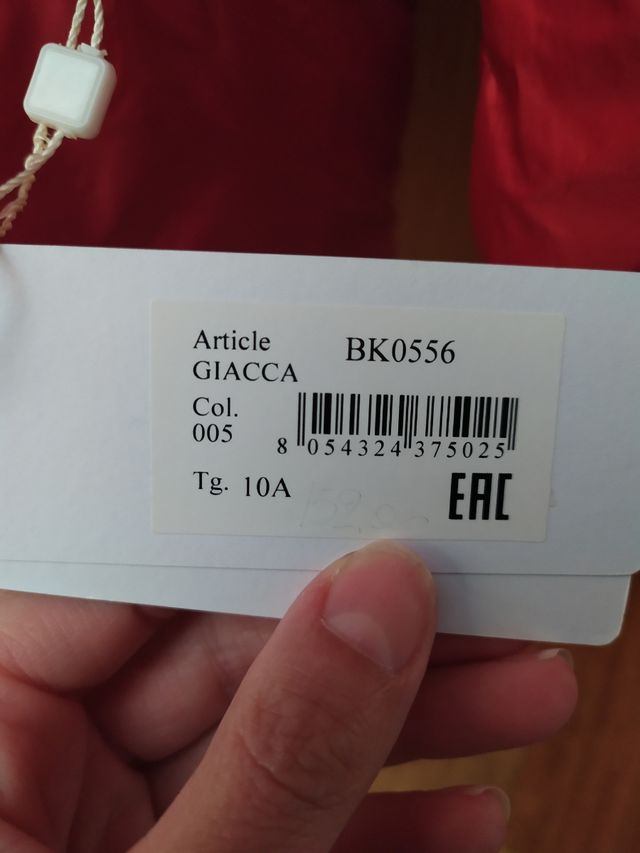 Article BK0556
GIACCA
Col.
005
8 054324 375025
Tg. 10A
EAC